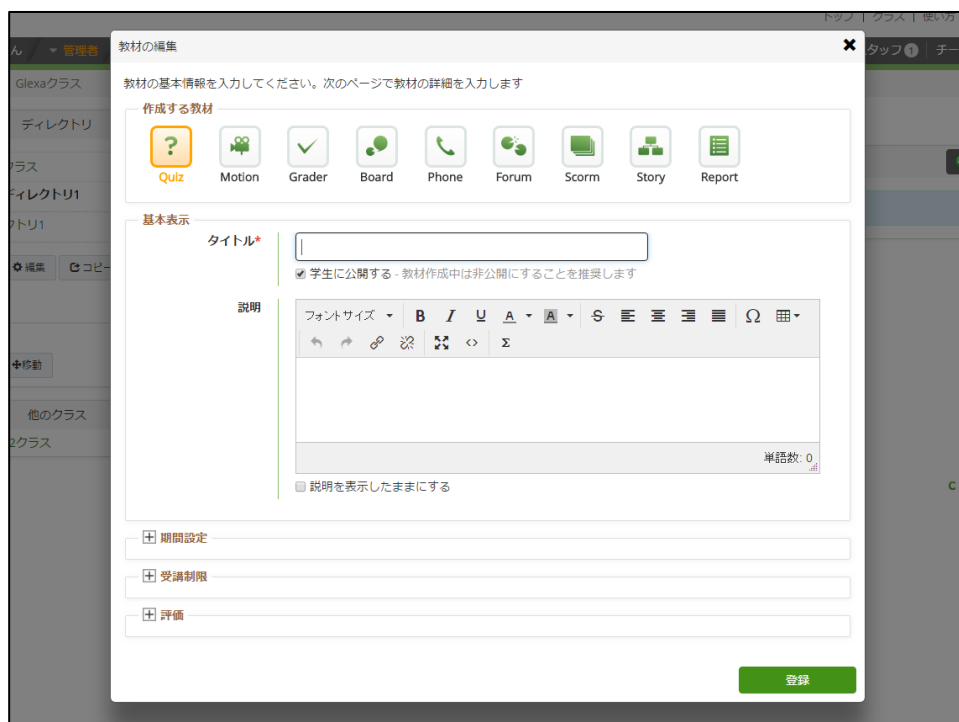 トップ | クラス | 使い方
ん
管理者
タッフ 1
チー
Glexaクラス
ディレクトリ
クラス
ディレクトリ1
クトリ1
編集
コピー
移動
他のクラス
2クラス
教材の編集
教材の基本情報を入力してください。次のページで教材の詳細を入力します
作成する教材
Quiz Motion Grader Board Phone Forum Scorm Story Report
基本表示
タイトル*
学生に公開する - 教材作成中は非公開にすることを推奨します
説明
フォントサイズ B I U A A S Ω
<> Σ
単語数: 0
説明を表示したままにする
期間設定
受講制限
評価
登録
C